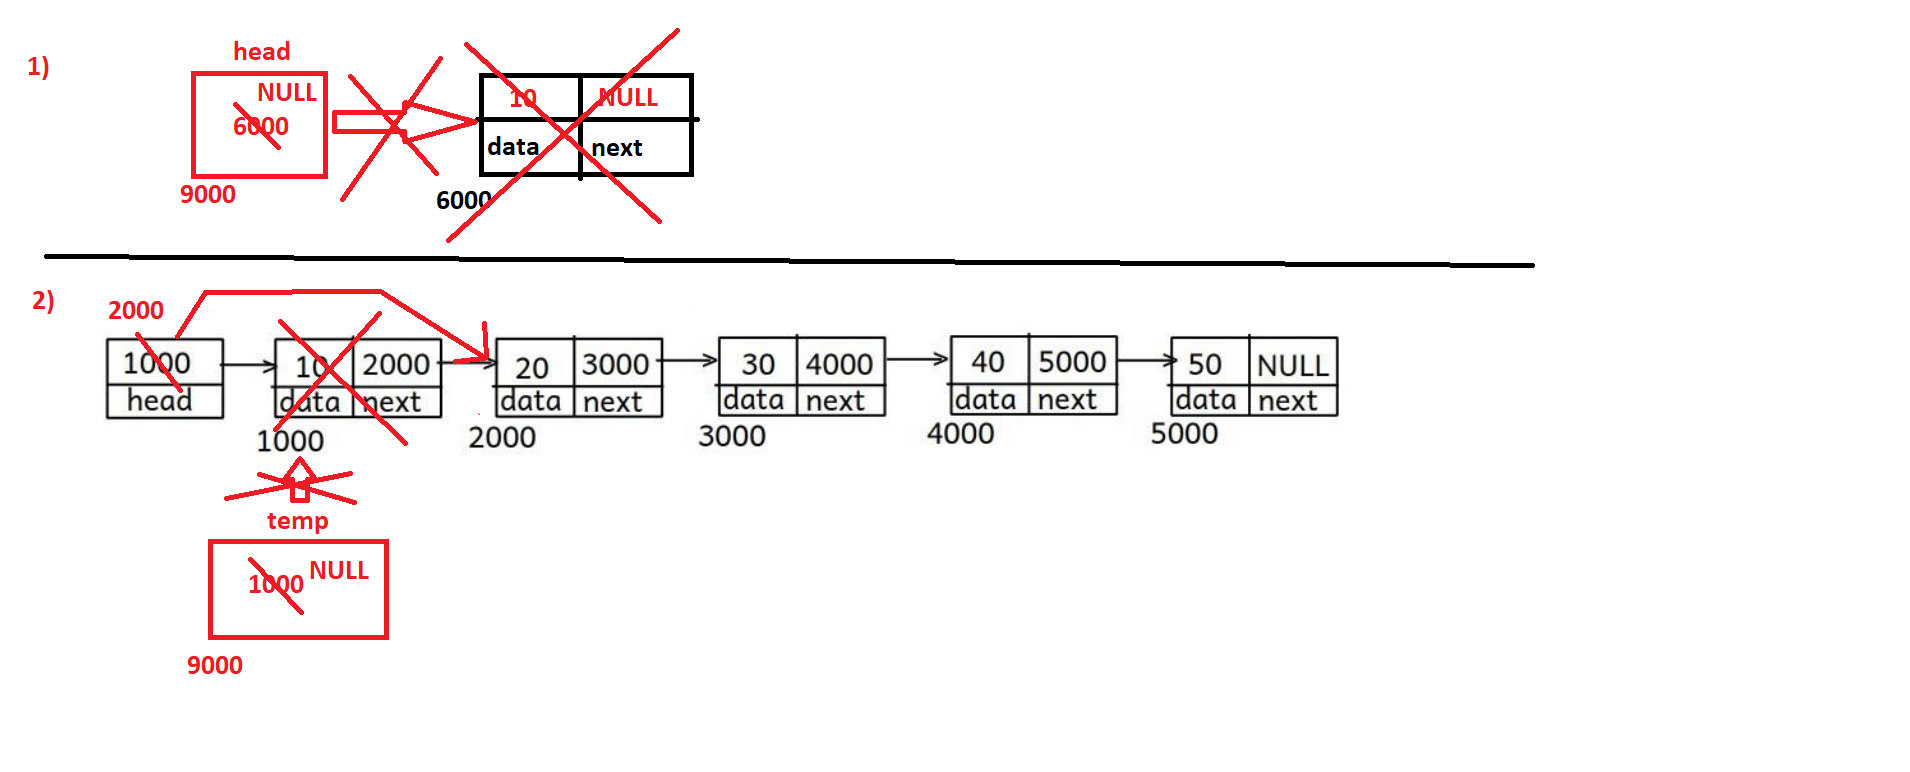 1)
head
NULL
6000
9000
10 NULL
data next
6000
2)
2000
1000
head
10 2000
data next
1000
20 3000
data next
2000
30 4000
data next
3000
40 5000
data next
4000
50 NULL
data next
5000
temp
1000 NULL
9000